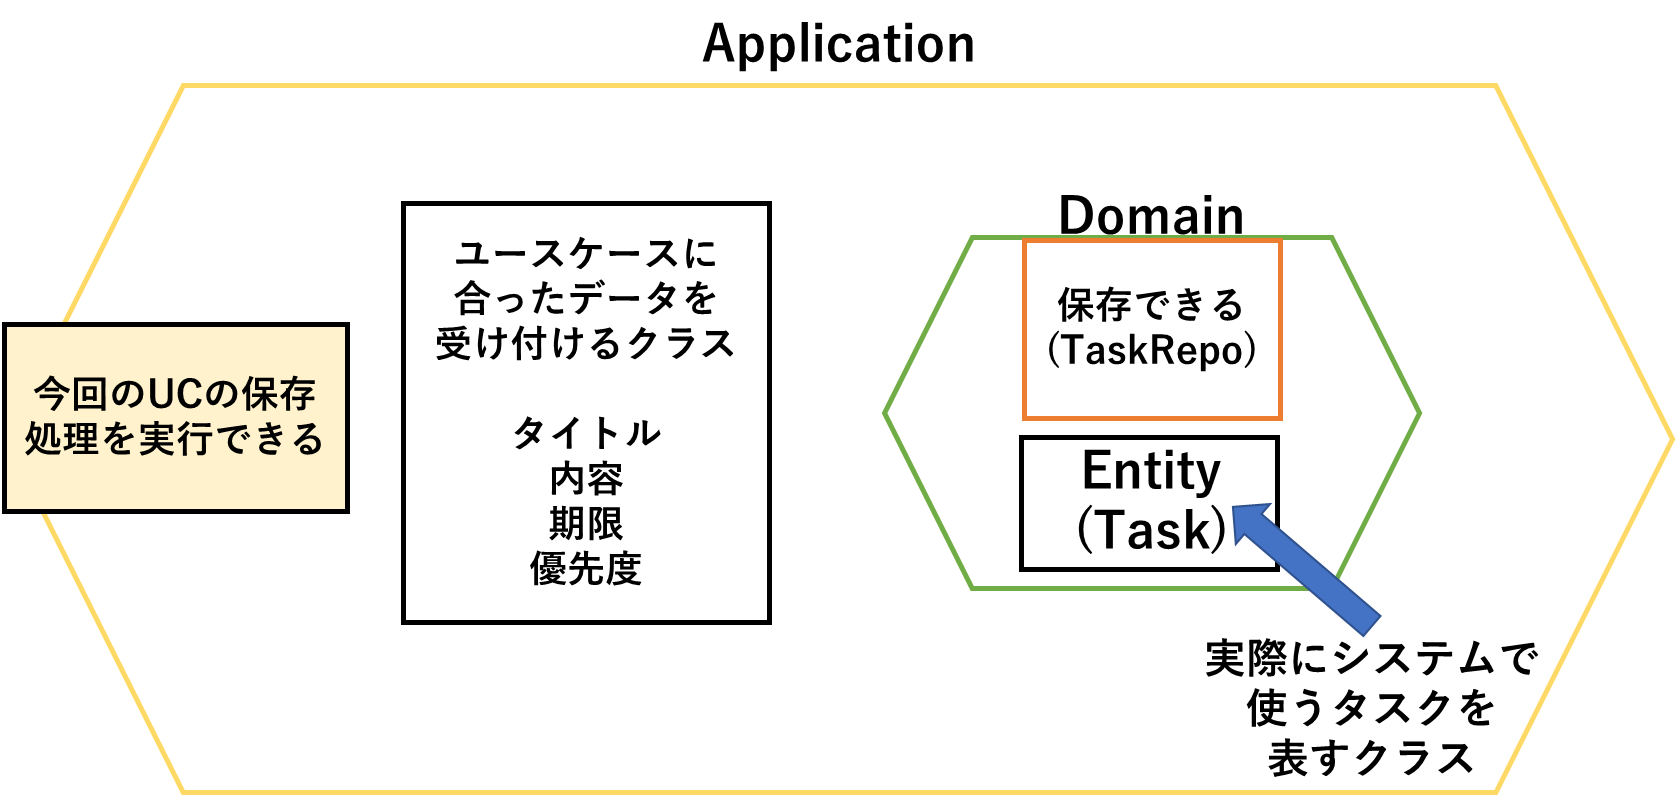 Application
今回のUCの保存
処理を実行できる
ユースケースに
合ったデータを
受け付けるクラス
タイトル
内容
期限
優先度
Domain
保存できる
(TaskRepo)
Entity
(Task)
実際にシステムで
使うタスクを
表すクラス